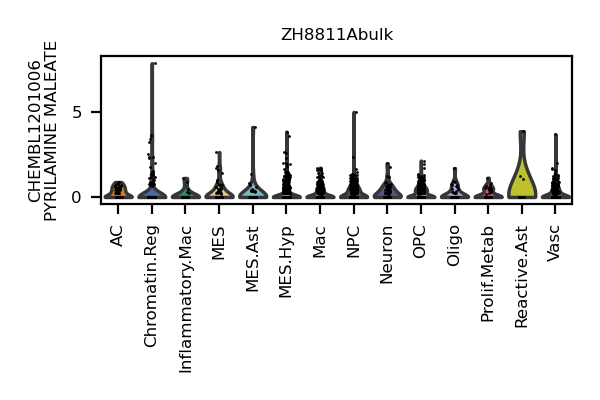 ZH8811Abulk
CHEMBL1201006
PYRILAMINE MALEATE
5
0
AC
Chromatin.Reg
Inflammatory.Mac
MES
MES.Ast
MES.Hyp
Mac
NPC
Neuron
OPC
Oligo
Prolif.Metab
Reactive.Ast
Vasc